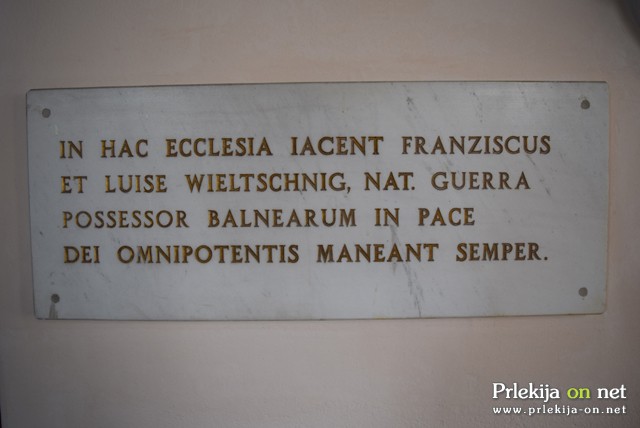 IN HAC ECCLESIA IACENT FRANZISCUS
ET LUISE WIELTSCHNIG, NAT. GUERRA
POSSESSOR BALNEARUM IN PACE
DEI OMNIPOTENTIS MANEANT SEMPER.
Prlekija on net
www.prlekija-on.net